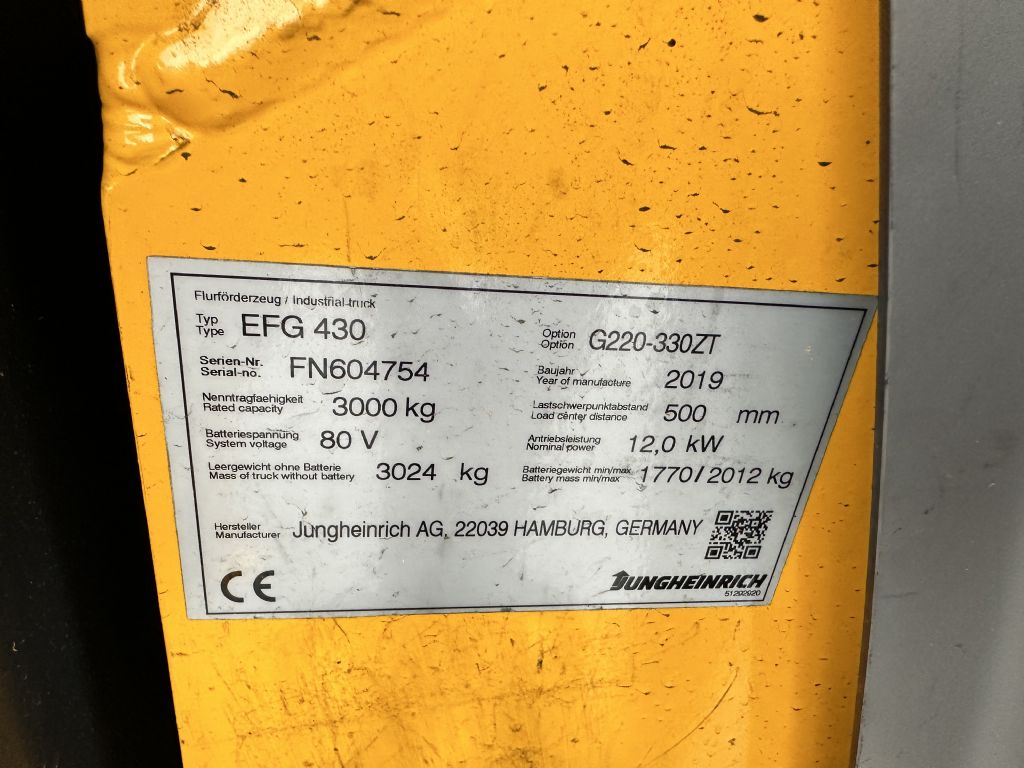 Flurförderzeug / Industrial truck
Typ
Type EFG 430
Option
Option G220-330ZT
Serien-Nr.
Serial-no. FN604754
Baujahr
Year of manufacture 2019
Nenntragfaehigkeit
Rated capacity 3000 kg
Lastschwerpunktabstand
Load center distance 500 mm
Batteriespannung
System voltage 80 V
Antriebsleistung
Nominal power 12,0 kW
Leergewicht ohne Batterie
Mass of truck without battery 3024 kg
Batteriegewicht min/max
Battery mass min/max 1770/2012 kg
Hersteller
Manufacturer Jungheinrich AG, 22039 HAMBURG, GERMANY
CE
JUNGHEINRICH
51292920